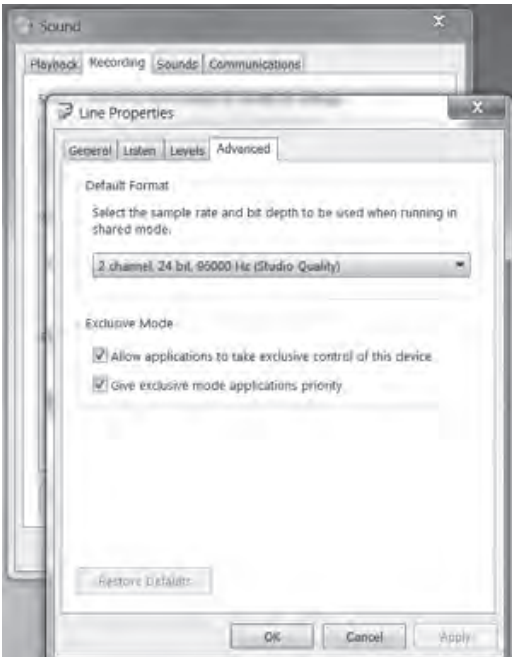 Sound
Playback Recording Sounds Communications
Line Properties
General Listen Levels Advanced
Default Format
Select the sample rate and bit depth to be used when running in
shared mode.
2 channel, 24 bit, 96000 Hz (Studio Quality)
Exclusive Mode
Allow applications to take exclusive control of this device
Give exclusive mode applications priority
Restore Defaults
OK Cancel Apply